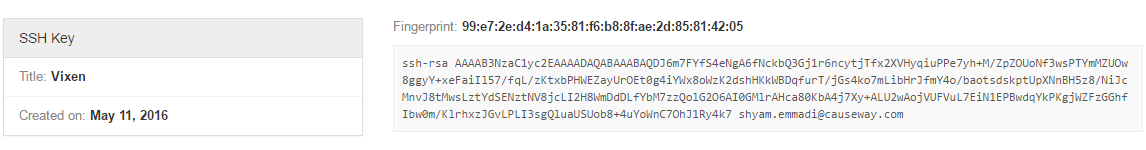 SSH Key
Title: Vixen
Created on: May 11, 2016
Fingerprint: 99:e7:2e:d4:1a:35:81:f6:b8:8f:ae:2d:85:81:42:05
ssh-rsa AAAAB3NzaC1yc2EAAAADAQABAAABAQDJ6m7FYfS4eNgA6fNckbQ3Gj1r6ncytjTfx2XVHyqiuPPe7yh+M/ZpZOUoNf3wsPTYmMZUOw
8ggyY+xeFaiIl57/fqL/zKtxbPHWEZayUrOEt0g4iYWx8oWzK2dshHKkWBDqfurT/jGs4ko7mLibHrJfmY4o/baotsdskptUpXNnBH5z8/NiJc
MnvJ8tMwsLztYdSENztNV8jcLI2H8WmDdDLfYbM7zzQolG2O6AI0GMlrAHca80KbA4j7Xy+ALU2wAojVUFVuL7EiN1EPBwdqYkPKgjWZFzGGhf
Ibw0m/KlrhxzJGvLPLI3sgQluaUSUob8+4uYoWnC7OhJ1Ry4k7 shyam.emmadi@causeway.com